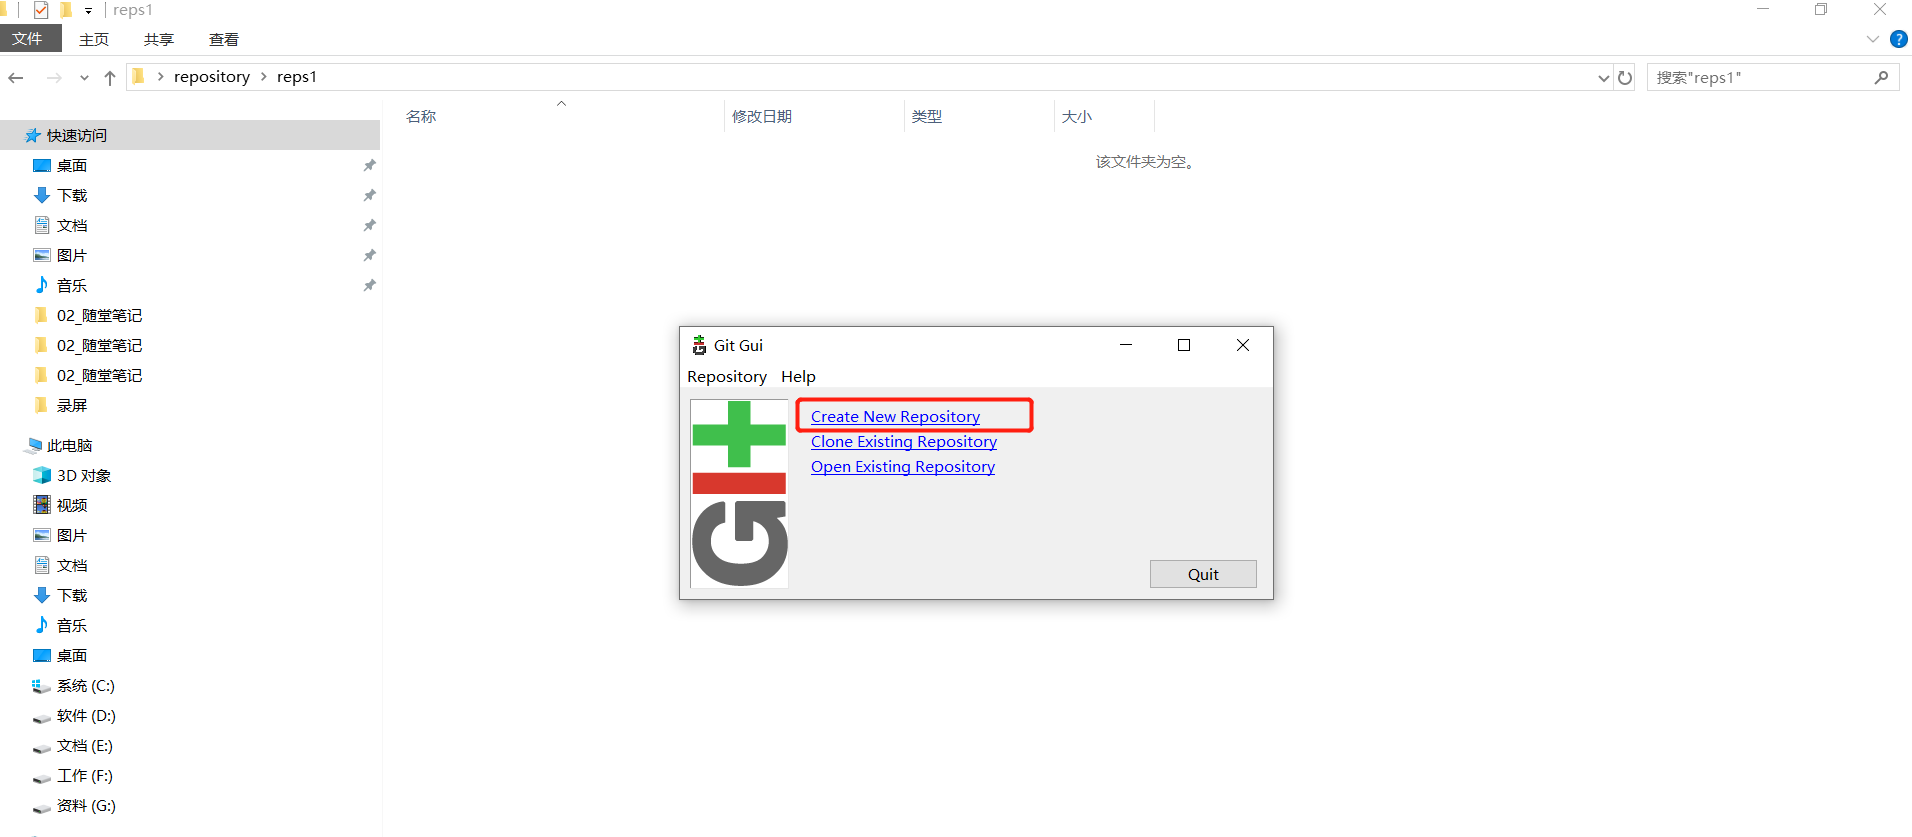 reps1
文件 主页 共享 查看
repository reps1 搜索"reps1"
名称 修改日期 类型 大小
该文件夹为空。
快速访问
桌面
下载
文档
图片
音乐
02_随堂笔记
02_随堂笔记
02_随堂笔记
录屏
此电脑
3D 对象
视频
图片
文档
下载
音乐
桌面
系统 (C:)
软件 (D:)
文档 (E:)
工作 (F:)
资料 (G:)
Git Gui
Repository Help
Create New Repository
Clone Existing Repository
Open Existing Repository
GIT
Quit